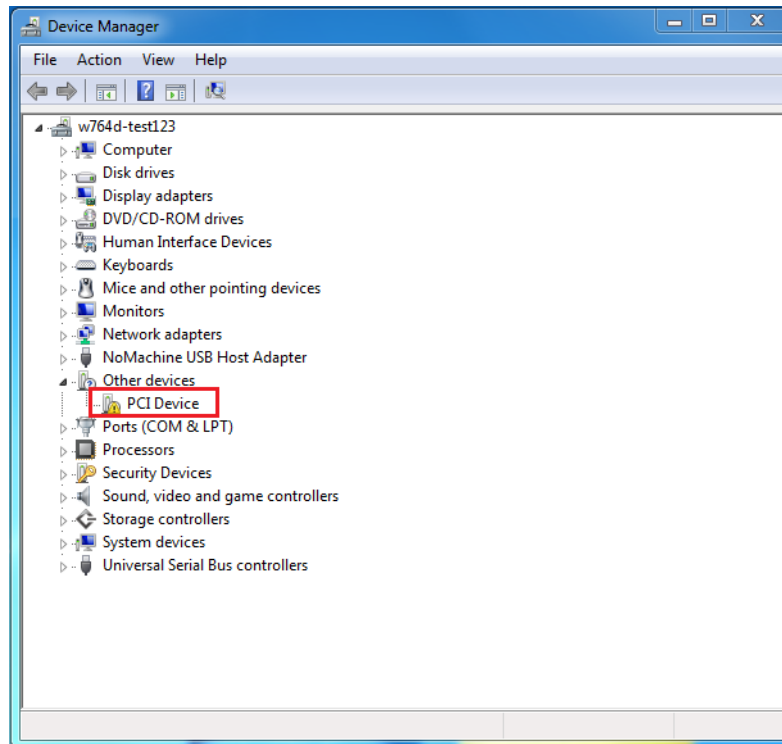 Device Manager
File Action View Help
w764d-test123
Computer
Disk drives
Display adapters
DVD/CD-ROM drives
Human Interface Devices
Keyboards
Mice and other pointing devices
Monitors
Network adapters
NoMachine USB Host Adapter
Other devices
PCI Device
Ports (COM & LPT)
Processors
Security Devices
Sound, video and game controllers
Storage controllers
System devices
Universal Serial Bus controllers